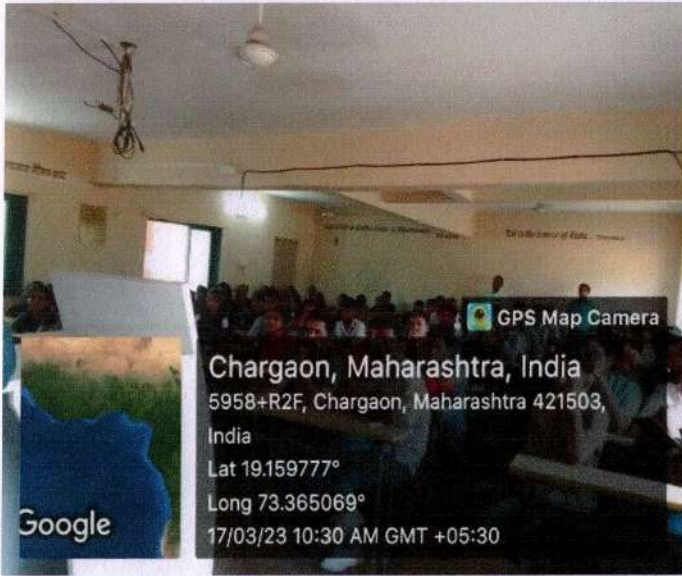 GPS Map Camera
Chargaon, Maharashtra, India
5958+R2F, Chargaon, Maharashtra 421503,
India
Lat 19.159777°
Long 73.365069°
17/03/23 10:30 AM GMT +05:30
Google